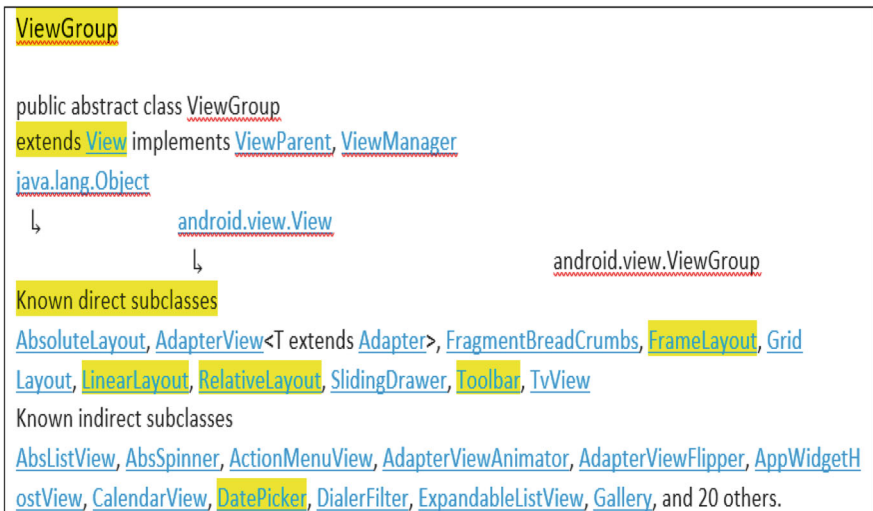 ViewGroup
public abstract class ViewGroup
extends View implements ViewParent, ViewManager
java.lang.Object
↳ android.view.View
↳ android.view.ViewGroup
Known direct subclasses
AbsoluteLayout, AdapterView<T extends Adapter>, FragmentBreadCrumbs, FrameLayout, Grid
Layout, LinearLayout, RelativeLayout, SlidingDrawer, Toolbar, TvView
Known indirect subclasses
AbsListView, AbsSpinner, ActionMenuView, AdapterViewAnimator, AdapterViewFlipper, AppWidgetH
ostView, CalendarView, DatePicker, DialerFilter, ExpandableListView, Gallery, and 20 others.